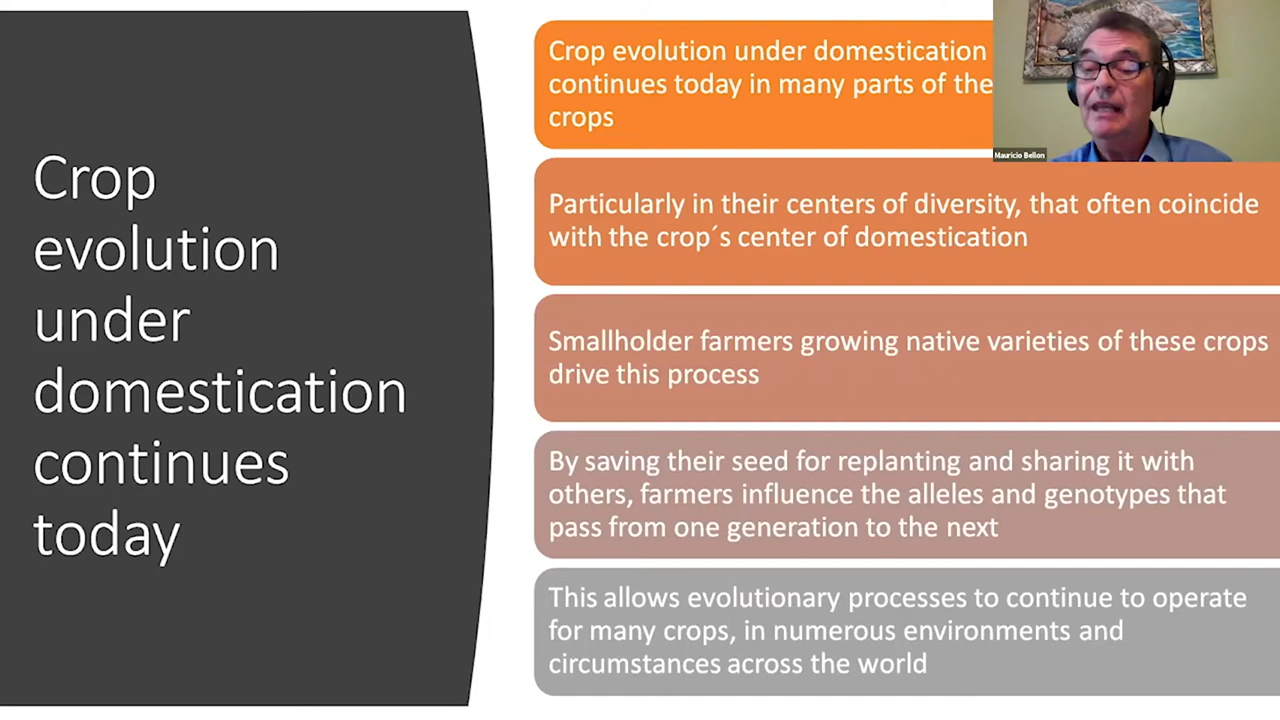 Crop
evolution
under
domestication
continues
today
Crop evolution under domestication
continues today in many parts of the
crops
Particularly in their centers of diversity, that often coincide
with the crop´s center of domestication
Smallholder farmers growing native varieties of these crops
drive this process
By saving their seed for replanting and sharing it with
others, farmers influence the alleles and genotypes that
pass from one generation to the next
This allows evolutionary processes to continue to operate
for many crops, in numerous environments and
circumstances across the world
Mauricio Bellon